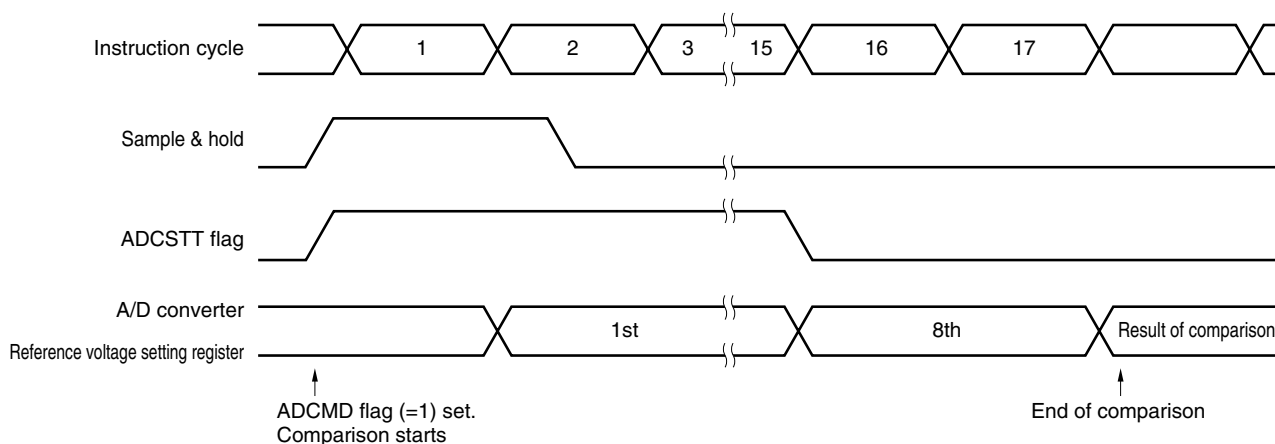 Instruction cycle
1 2 3 15 16 17
Sample & hold
ADCSTT flag
A/D converter
Reference voltage setting register
1st 8th Result of comparison
ADCMD flag (=1) set.
Comparison starts
End of comparison